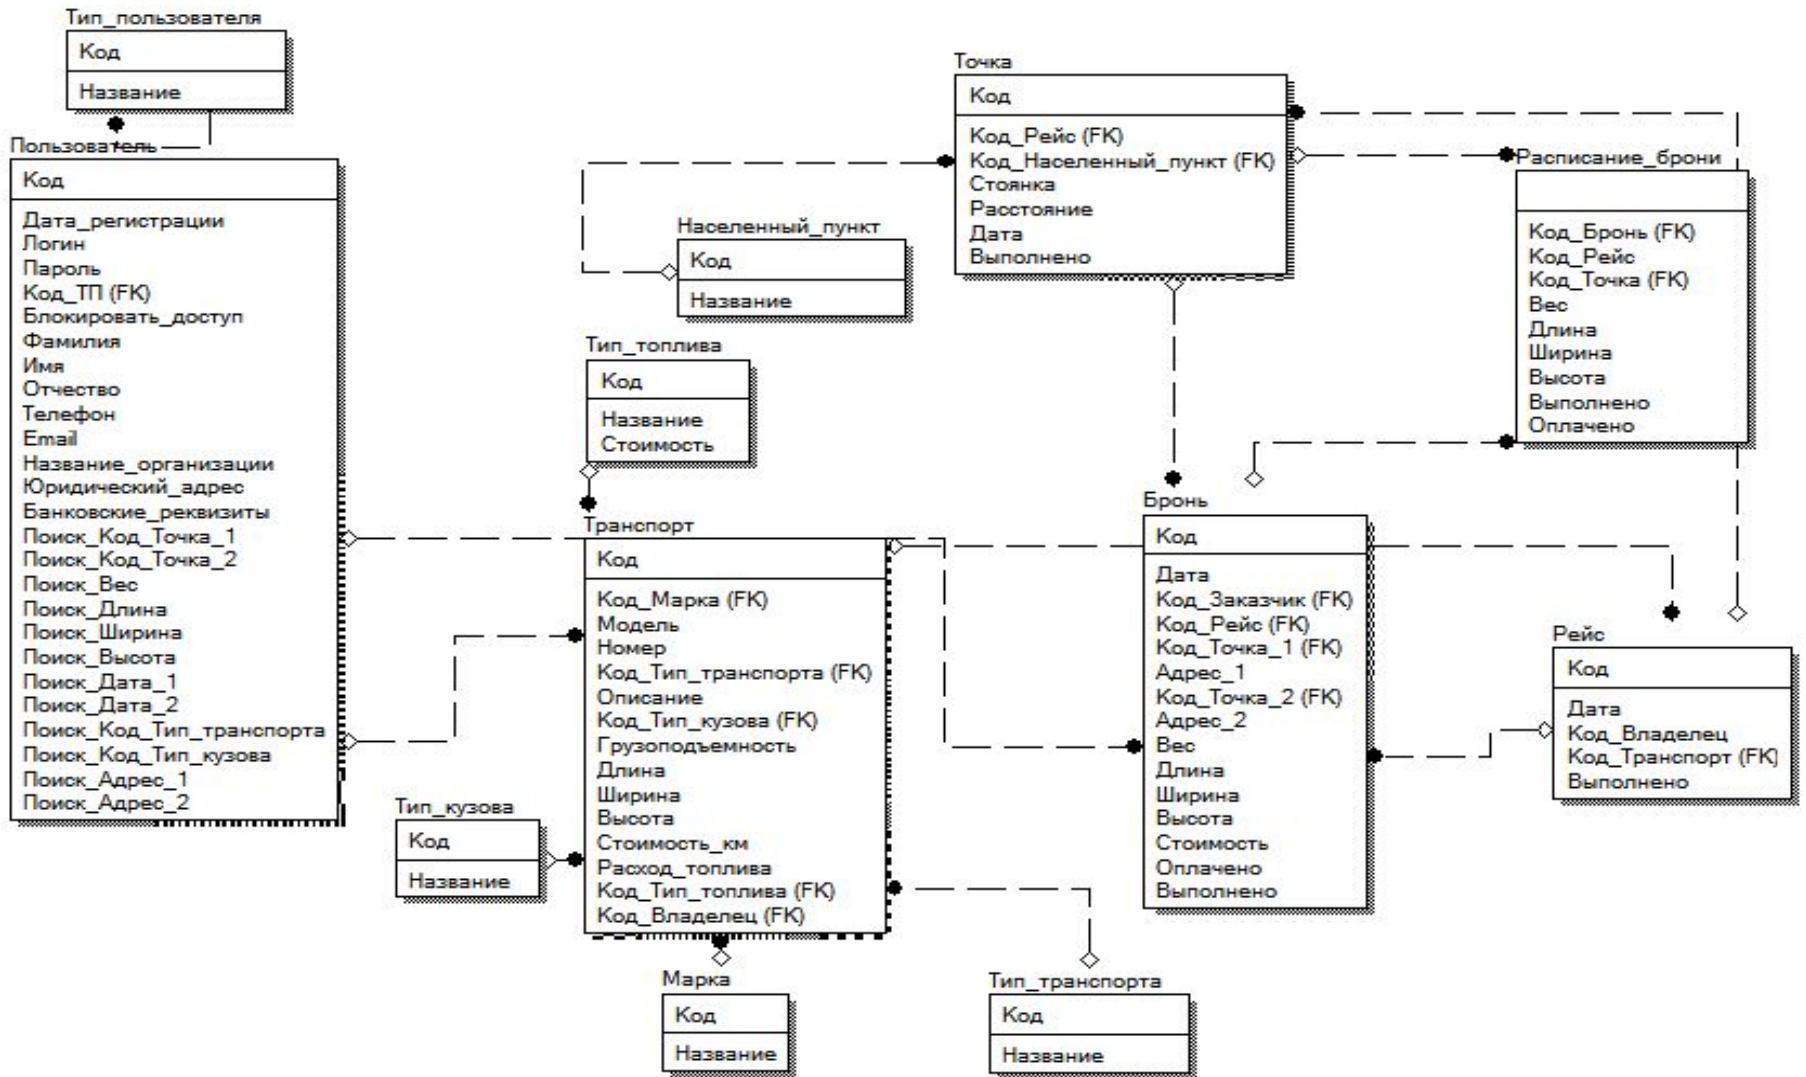 Тип_пользователя
Код
Название
Пользователь
Код
Дата_регистрации
Логин
Пароль
Код_ТП (FK)
Блокировать_доступ
Фамилия
Имя
Отчество
Телефон
Email
Название_организации
Юридический_адрес
Банковские_реквизиты
Поиск_Код_Точка_1
Поиск_Код_Точка_2
Поиск_Вес
Поиск_Длина
Поиск_Ширина
Поиск_Высота
Поиск_Дата_1
Поиск_Дата_2
Поиск_Код_Тип_транспорта
Поиск_Код_Тип_кузова
Поиск_Адрес_1
Поиск_Адрес_2
Населенный_пункт
Код
Название
Тип_топлива
Код
Название
Стоимость
Транспорт
Код
Код_Марка (FK)
Модель
Номер
Код_Тип_транспорта (FK)
Описание
Код_Тип_кузова (FK)
Грузоподъемность
Длина
Ширина
Высота
Стоимость_км
Расход_топлива
Код_Тип_топлива (FK)
Код_Владелец (FK)
Тип_кузова
Код
Название
Марка
Код
Название
Тип_транспорта
Код
Название
Точка
Код
Код_Рейс (FK)
Код_Населенный_пункт (FK)
Стоянка
Расстояние
Дата
Выполнено
Расписание_брони
Код_Бронь (FK)
Код_Рейс
Код_Точка (FK)
Вес
Длина
Ширина
Высота
Выполнено
Оплачено
Бронь
Код
Дата
Код_Заказчик (FK)
Код_Рейс (FK)
Код_Точка_1 (FK)
Адрес_1
Код_Точка_2 (FK)
Адрес_2
Вес
Длина
Ширина
Высота
Стоимость
Оплачено
Выполнено
Рейс
Код
Дата
Код_Владелец
Код_Транспорт (FK)
Выполнено